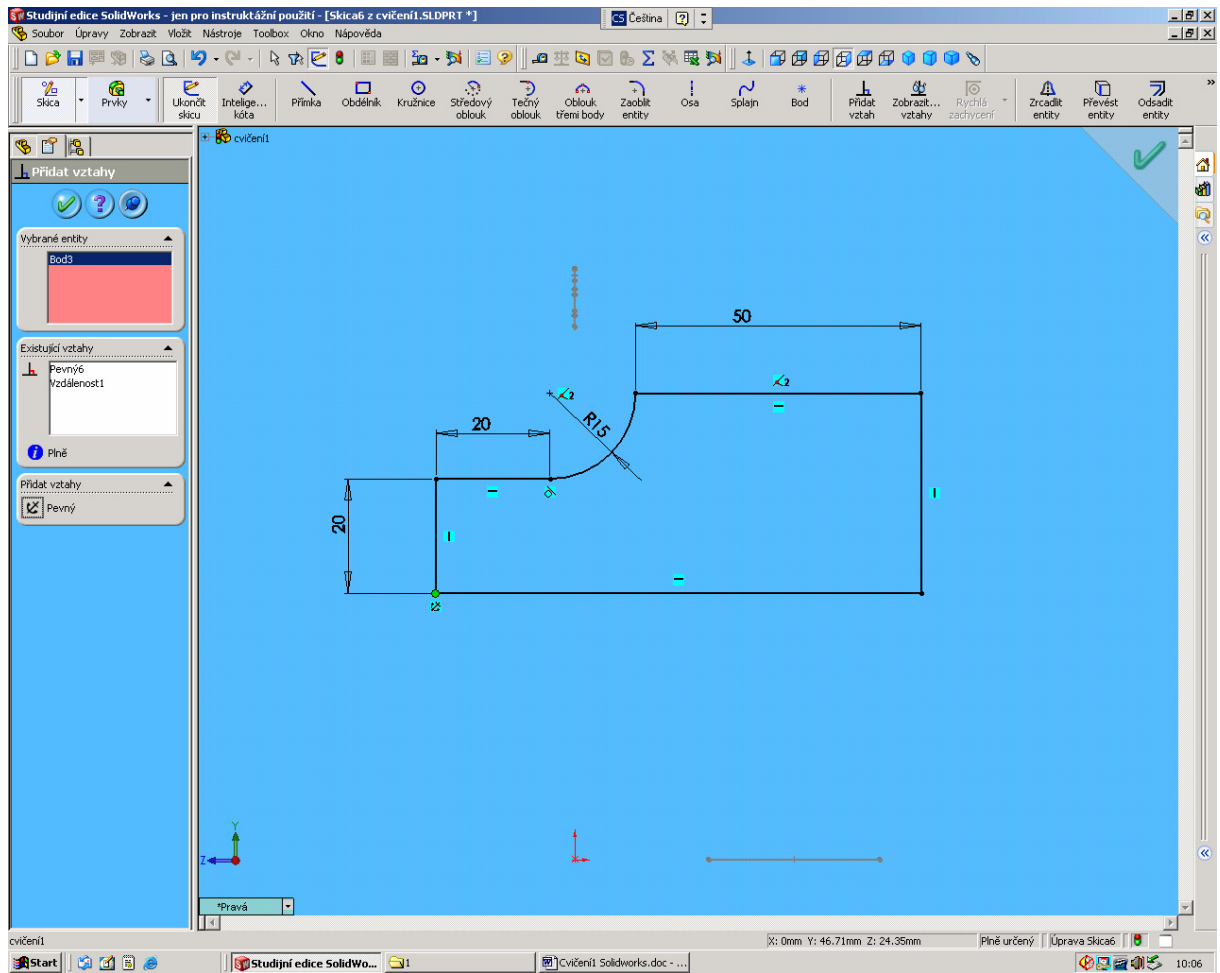 Studijní edice SolidWorks - jen pro instruktážní použití - [Skica6 z cvičení1.SLDPRT *]
CS Čeština
Soubor Úpravy Zobrazit Vložit Nástroje Toolbox Okno Nápověda
Skica
Prvky
Ukončit skicu
Intelige... kóta
Přímka
Obdélník
Kružnice
Středový oblouk
Tečný oblouk
Oblouk třemi body
Zaoblit entity
Osa
Splajn
Bod
Přidat vztah
Zobrazit... vztahy
Rychlá zachycení
Zrcadlit entity
Převést entity
Odsadit entity
cvičení1
Přidat vztahy
Vybrané entity
Bod3
Existující vztahy
Pevný6
Vzdálenost1
Plně
Přidat vztahy
Pevný
50
2
2
R15
20
20
Y
Z
*Pravá
cvičení1
X: 0mm Y: 46.71mm Z: 24.35mm
Plně určený
Úprava Skica6
Start
Studijní edice SolidWo...
1
Cvičení1 Solidworks.doc - ...
10:06